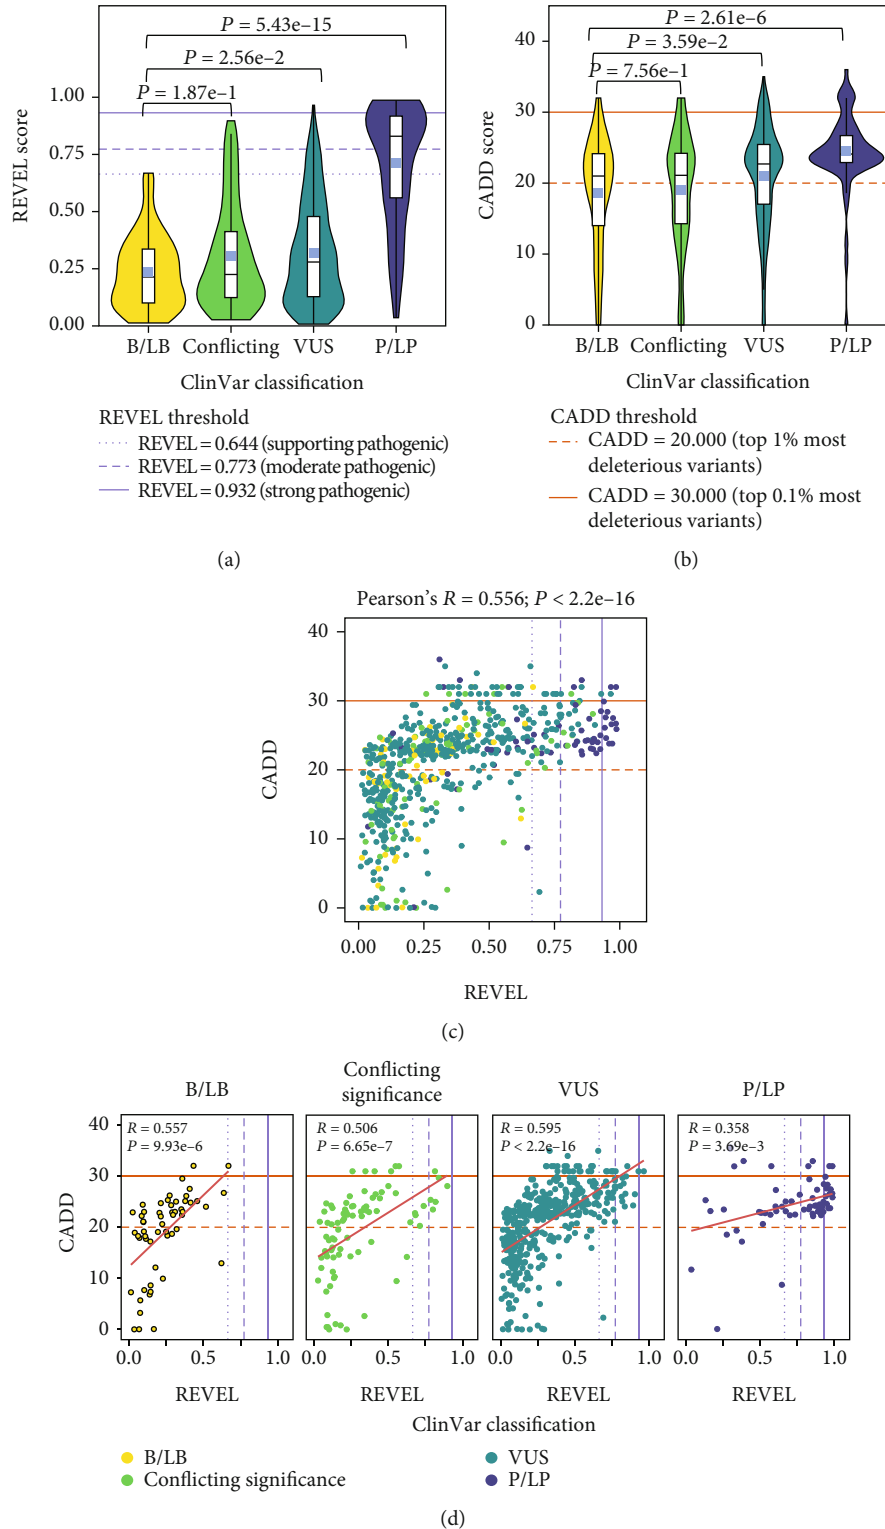 P = 5.43e–15
P = 2.56e–2
P = 1.87e–1
1.00
0.75
0.50
0.25
0.00
REVEL score
B/LB Conflicting VUS P/LP
ClinVar classification
REVEL threshold
REVEL = 0.644 (supporting pathogenic)
REVEL = 0.773 (moderate pathogenic)
REVEL = 0.932 (strong pathogenic)
(a)
P = 2.61e–6
P = 3.59e–2
P = 7.56e–1
40
30
20
10
0
CADD score
B/LB Conflicting VUS P/LP
ClinVar classification
CADD threshold
CADD = 20.000 (top 1% most
deleterious variants)
CADD = 30.000 (top 0.1% most
deleterious variants)
(b)
Pearson's R = 0.556; P < 2.2e–16
40
30
20
10
0
CADD
0.00 0.25 0.50 0.75 1.00
REVEL
(c)
B/LB
Conflicting
significance
VUS
P/LP
R = 0.557
P = 9.93e–6
R = 0.506
P = 6.65e–7
R = 0.595
P < 2.2e–16
R = 0.358
P = 3.69e–3
40
30
20
10
0
CADD
0.0 0.5 1.0
0.0 0.5 1.0
0.0 0.5 1.0
0.5 1.0
REVEL REVEL REVEL REVEL
ClinVar classification
B/LB
Conflicting significance
VUS
P/LP
(d)